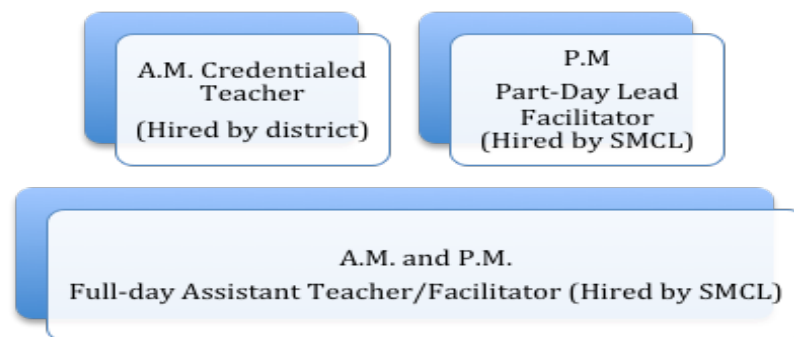 A.M. Credentialed
Teacher
(Hired by district)
P.M
Part-Day Lead
Facilitator
(Hired by SMCL)
A.M. and P.M.
Full-day Assistant Teacher/Facilitator (Hired by SMCL)